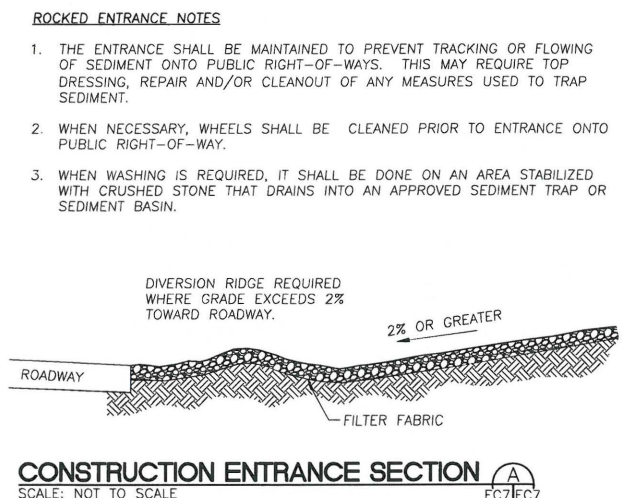 ROCKED ENTRANCE NOTES
1. THE ENTRANCE SHALL BE MAINTAINED TO PREVENT TRACKING OR FLOWING
OF SEDIMENT ONTO PUBLIC RIGHT-OF-WAYS. THIS MAY REQUIRE TOP
DRESSING, REPAIR AND/OR CLEANOUT OF ANY MEASURES USED TO TRAP
SEDIMENT.
2. WHEN NECESSARY, WHEELS SHALL BE CLEANED PRIOR TO ENTRANCE ONTO
PUBLIC RIGHT-OF-WAY.
3. WHEN WASHING IS REQUIRED, IT SHALL BE DONE ON AN AREA STABILIZED
WITH CRUSHED STONE THAT DRAINS INTO AN APPROVED SEDIMENT TRAP OR
SEDIMENT BASIN.
DIVERSION RIDGE REQUIRED
WHERE GRADE EXCEEDS 2%
TOWARD ROADWAY.
2% OR GREATER
ROADWAY
FILTER FABRIC
CONSTRUCTION ENTRANCE SECTION A
SCALE: NOT TO SCALE EC7 EC7